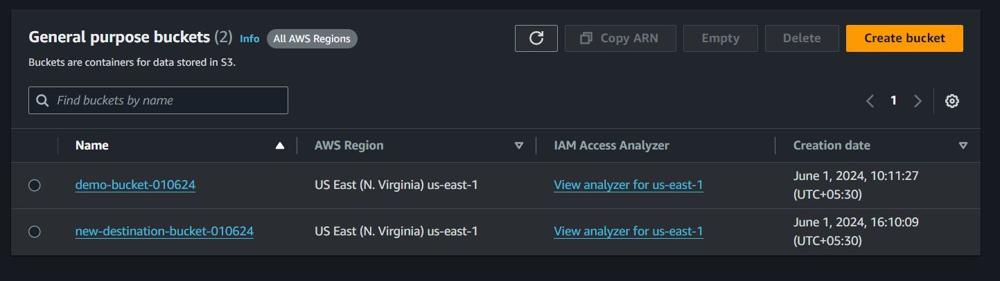 General purpose buckets (2) Info All AWS Regions
Copy ARN Empty Delete Create bucket
Buckets are containers for data stored in S3.
Find buckets by name
1
Name AWS Region IAM Access Analyzer Creation date
demo-bucket-010624 US East (N. Virginia) us-east-1 View analyzer for us-east-1 June 1, 2024, 10:11:27
(UTC+05:30)
new-destination-bucket-010624 US East (N. Virginia) us-east-1 View analyzer for us-east-1 June 1, 2024, 16:10:09
(UTC+05:30)